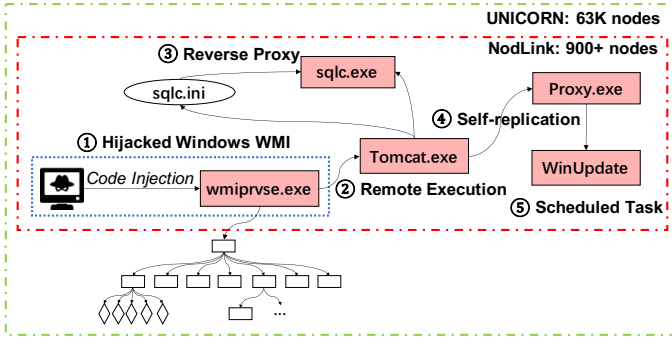 UNICORN: 63K nodes
NodLink: 900+ nodes
③ Reverse Proxy
sqlc.exe
sqlc.ini
Proxy.exe
④ Self-replication
① Hijacked Windows WMI
Tomcat.exe
WinUpdate
Code Injection
wmiprvse.exe
② Remote Execution
⑤ Scheduled Task
...